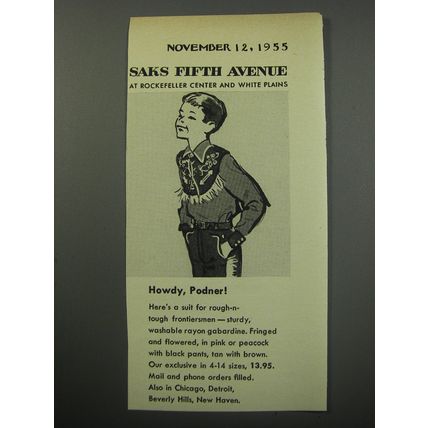 NOVEMBER 12, 1955
SAKS FIFTH AVENUE
AT ROCKEFELLER CENTER AND WHITE PLAINS
Howdy, Podner!
Here's a suit for rough-n-
tough frontiersmen — sturdy,
washable rayon gabardine. Fringed
and flowered, in pink or peacock
with black pants, tan with brown.
Our exclusive in 4-14 sizes, 13.95.
Mail and phone orders filled.
Also in Chicago, Detroit,
Beverly Hills, New Haven.